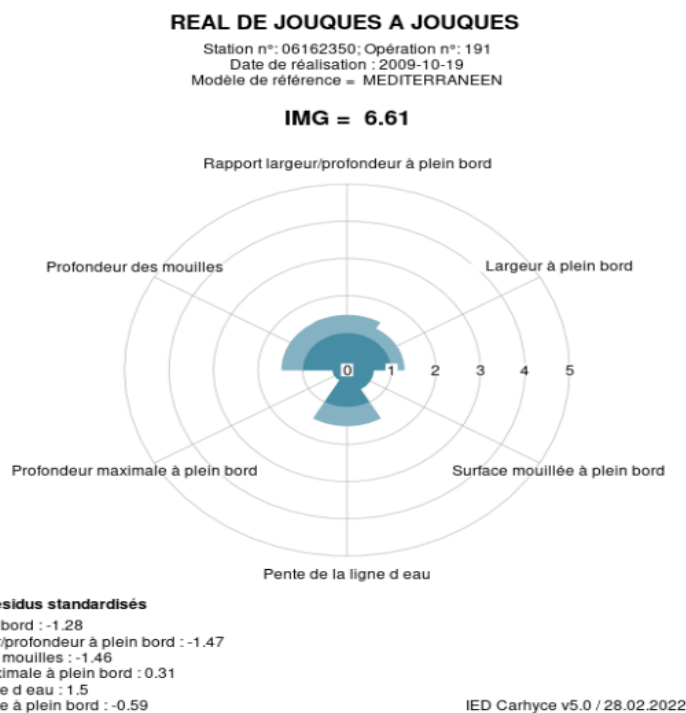 REAL DE JOUQUES A JOUQUES
Station n°: 06162350; Opération n°: 191
Date de réalisation : 2009-10-19
Modèle de référence = MEDITERRANEEN
IMG = 6.61
Rapport largeur/profondeur à plein bord
Profondeur des mouilles
Largeur à plein bord
0 1 2 3 4 5
Profondeur maximale à plein bord
Surface mouillée à plein bord
Pente de la ligne d eau
sidus standardisés
bord : -1.28
/profondeur à plein bord : -1.47
mouilles : -1.46
ximale à plein bord : 0.31
e d eau : 1.5
e à plein bord : -0.59
IED Carhyce v5.0 / 28.02.2022